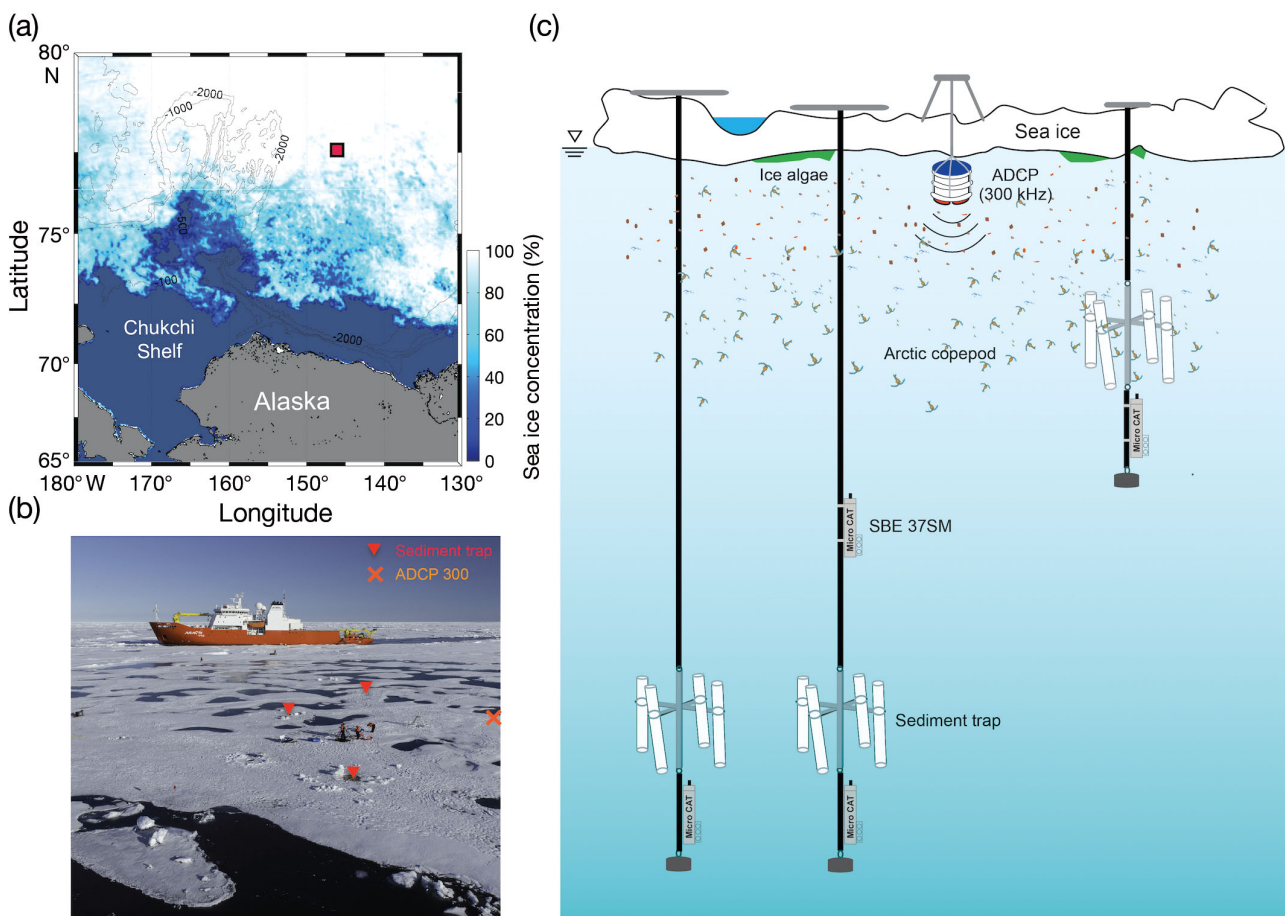 (a)
80°
N
75°
70°
65°
Latitude
-2000
-1000
-2000
500
100
-2000
Chukchi
Shelf
Alaska
180°W
170°
160°
150°
140°
130°
Longitude
100
80
60
40
20
0
Sea ice concentration (%)
(b)
Sediment trap
ADCP 300
(c)
Sea ice
Ice algae
ADCP
(300 kHz)
Arctic copepod
Micro CAT
Micro CAT
SBE 37SM
Sediment trap
Micro CAT
Micro CAT